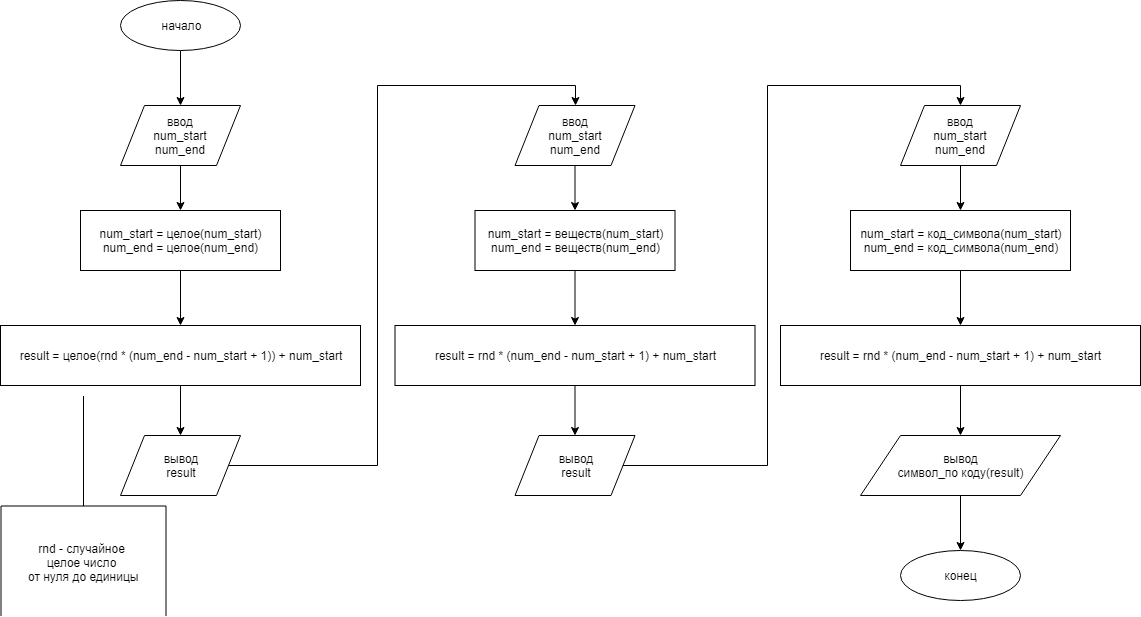 начало
ввод
num_start
num_end
num_start = целое(num_start)
num_end = целое(num_end)
result = целое(rnd * (num_end - num_start + 1)) + num_start
вывод
result
rnd - случайное
целое число
от нуля до единицы
ввод
num_start
num_end
num_start = веществ(num_start)
num_end = веществ(num_end)
result = rnd * (num_end - num_start + 1) + num_start
вывод
result
ввод
num_start
num_end
num_start = код_символа(num_start)
num_end = код_символа(num_end)
result = rnd * (num_end - num_start + 1) + num_start
вывод
символ_по коду(result)
конец